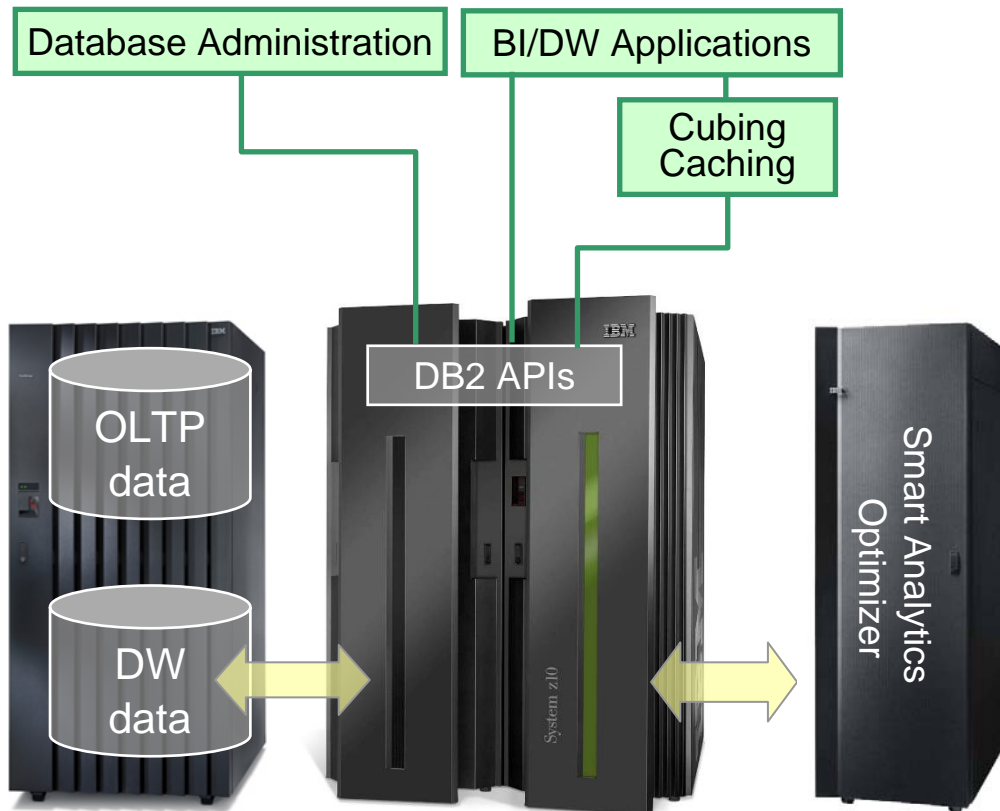 Database Administration
BI/DW Applications
Cubing
Caching
IBM
IBM
DB2 APIs
OLTP
data
IBM
Smart Analytics
Optimizer
DW
data
System z10